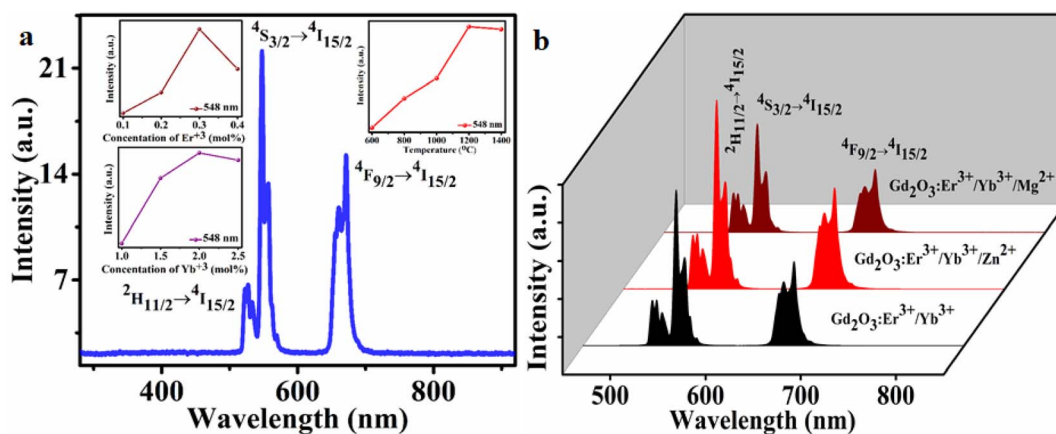 a
Intensity (a.u.)
21
14
7
400
600
800
Wavelength (nm)
⁴S₃/₂→⁴I₁₅/₂
⁴F₉/₂→⁴I₁₅/₂
²H₁₁/₂→⁴I₁₅/₂
Intensity (a.u.)
548 nm
0.1 0.2 0.3 0.4
Concentation of Er⁺³ (mol%)
Intensity (a.u.)
548 nm
1.0 1.5 2.0 2.5
Concentation of Yb⁺³ (mol%)
Intensity (a.u.)
548 nm
600 800 1000 1200 1400
Temperature (⁰C)
b
Intensity (a.u.)
²H₁₁/₂→⁴I₁₅/₂
⁴S₃/₂→⁴I₁₅/₂
⁴F₉/₂→⁴I₁₅/₂
Gd₂O₃:Er³⁺/Yb³⁺/Mg²⁺
Gd₂O₃:Er³⁺/Yb³⁺/Zn²⁺
Gd₂O₃:Er³⁺/Yb³⁺
500 600 700 800
Wavelength (nm)